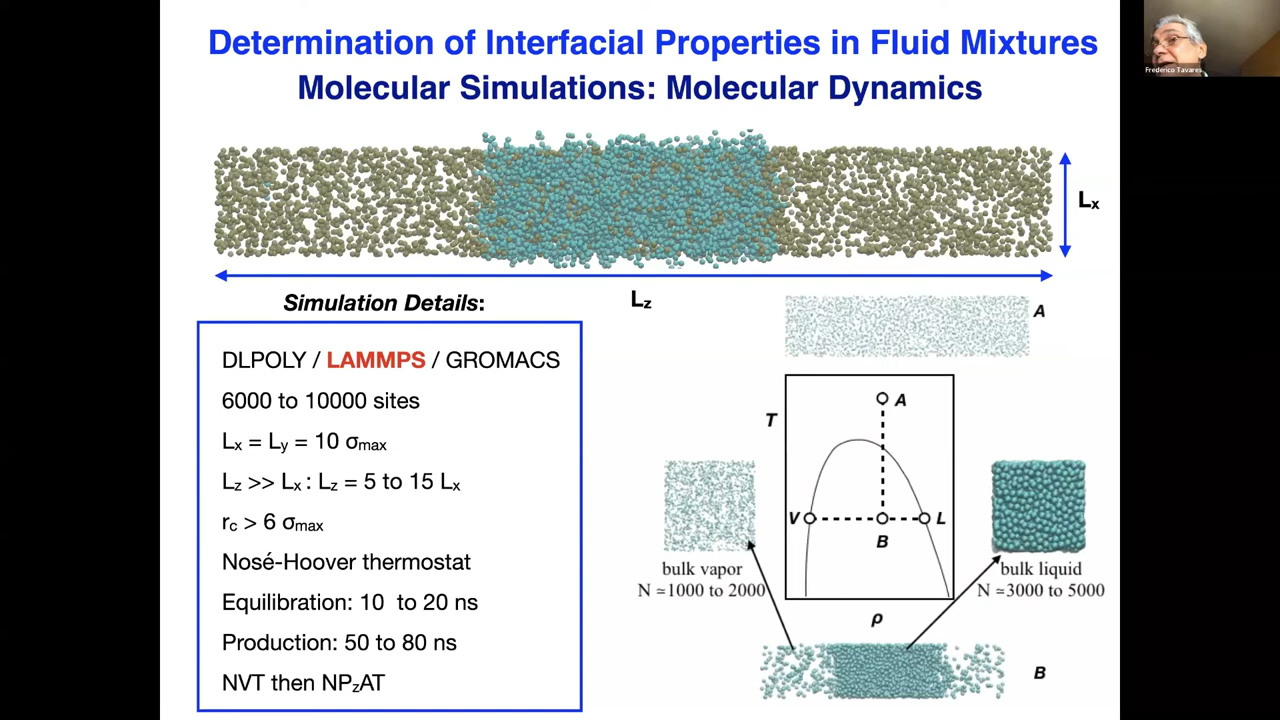 Determination of Interfacial Properties in Fluid Mixtures
Molecular Simulations: Molecular Dynamics
Frederico Tavares
Lx
Lz
Simulation Details:
DLPOLY / LAMMPS / GROMACS
6000 to 10000 sites
Lx = Ly = 10 σmax
Lz >> Lx : Lz = 5 to 15 Lx
rc > 6 σmax
Nosé-Hoover thermostat
Equilibration: 10 to 20 ns
Production: 50 to 80 ns
NVT then NPzAT
A
T
A
V
B
L
bulk vapor
N ≃1000 to 2000
bulk liquid
N ≃3000 to 5000
ρ
B